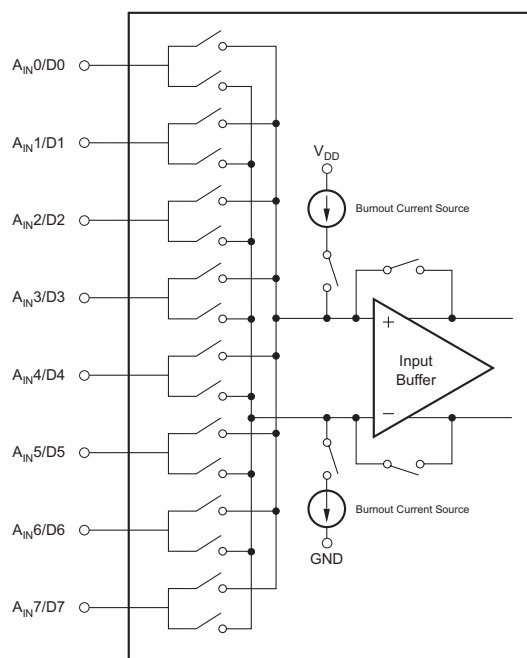 AIN0/D0
AIN1/D1
AIN2/D2
AIN3/D3
AIN4/D4
AIN5/D5
AIN6/D6
AIN7/D7
VDD
Burnout Current Source
+
Input
Buffer
−
Burnout Current Source
GND